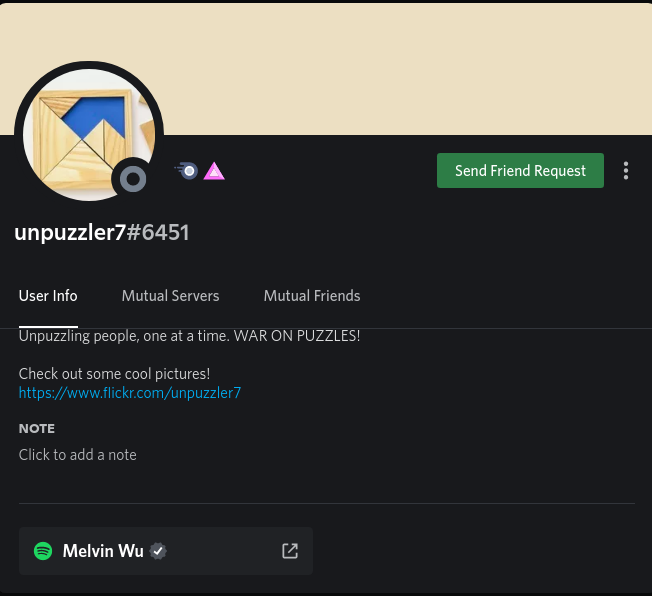 Send Friend Request
unpuzzler7#6451
User Info Mutual Servers Mutual Friends
Unpuzzling people, one at a time. WAR ON PUZZLES!
Check out some cool pictures!
https://www.flickr.com/unpuzzler7
NOTE
Click to add a note
Melvin Wu